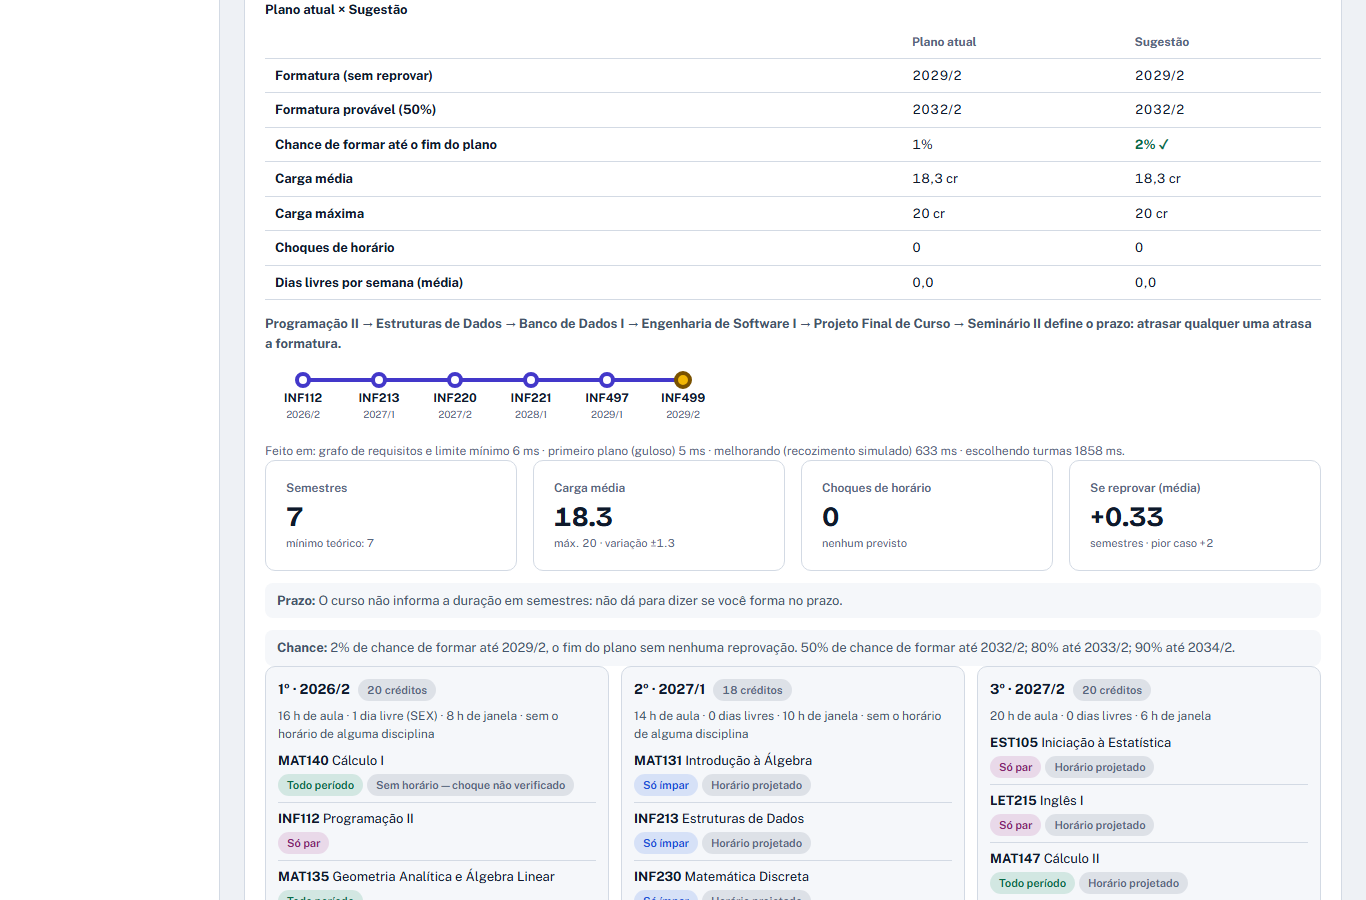 Plano atual × Sugestão
Plano atual Sugestão
Formatura (sem reprovar) 2029/2 2029/2
Formatura provável (50%) 2032/2 2032/2
Chance de formar até o fim do plano 1% 2% ✓
Carga média 18,3 cr 18,3 cr
Carga máxima 20 cr 20 cr
Choques de horário 0 0
Dias livres por semana (média) 0,0 0,0
Programação II → Estruturas de Dados → Banco de Dados I → Engenharia de Software I → Projeto Final de Curso → Seminário II define o prazo: atrasar qualquer uma atrasa
a formatura.
INF112 INF213 INF220 INF221 INF497 INF499
2026/2 2027/1 2027/2 2028/1 2029/1 2029/2
Feito em: grafo de requisitos e limite mínimo 6 ms · primeiro plano (guloso) 5 ms · melhorando (recozimento simulado) 633 ms · escolhendo turmas 1858 ms.
Semestres
7
mínimo teórico: 7
Carga média
18.3
máx. 20 · variação ±1.3
Choques de horário
0
nenhum previsto
Se reprovar (média)
+0.33
semestres · pior caso +2
Prazo: O curso não informa a duração em semestres: não dá para dizer se você forma no prazo.
Chance: 2% de chance de formar até 2029/2, o fim do plano sem nenhuma reprovação. 50% de chance de formar até 2032/2; 80% até 2033/2; 90% até 2034/2.
1º · 2026/2 20 créditos
16 h de aula · 1 dia livre (SEX) · 8 h de janela · sem o
horário de alguma disciplina
MAT140 Cálculo I
Todo período Sem horário — choque não verificado
INF112 Programação II
Só par
MAT135 Geometria Analítica e Álgebra Linear
Todo período
2º · 2027/1 18 créditos
14 h de aula · 0 dias livres · 10 h de janela · sem o horário
de alguma disciplina
MAT131 Introdução à Álgebra
Só ímpar Horário projetado
INF213 Estruturas de Dados
Só ímpar Horário projetado
INF230 Matemática Discreta
Só ímpar Horário projetado
3º · 2027/2 20 créditos
20 h de aula · 0 dias livres · 6 h de janela
EST105 Iniciação à Estatística
Só par Horário projetado
LET215 Inglês I
Só par Horário projetado
MAT147 Cálculo II
Todo período Horário projetado